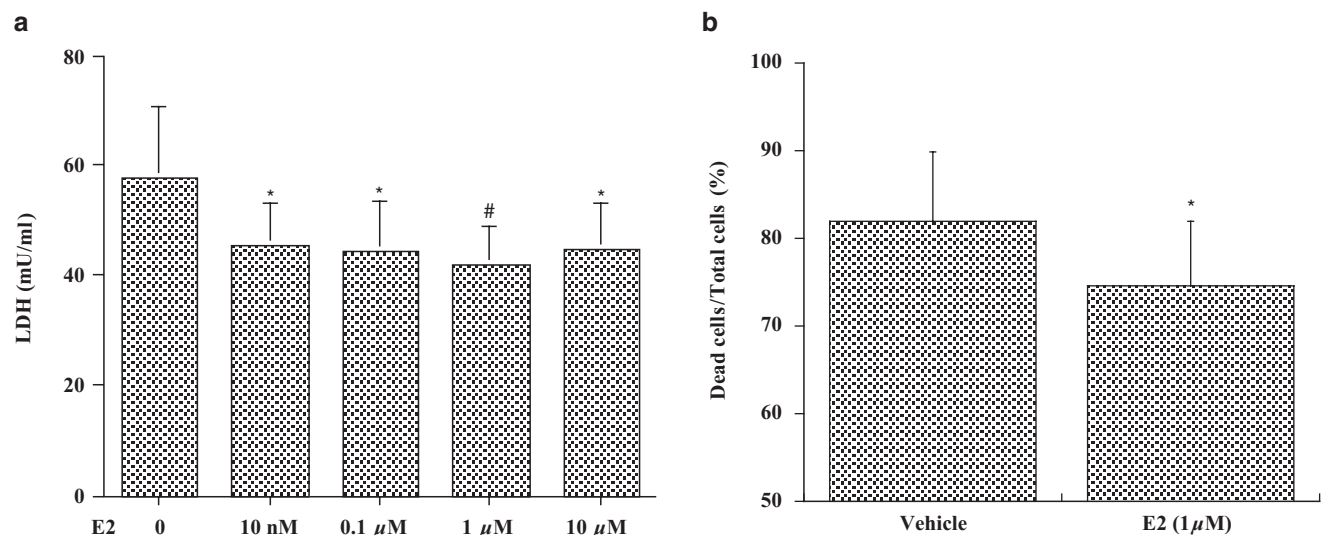 a
80
60
40
20
0
LDH (mU/ml)
* * # *
E2 0 10 nM 0.1 μM 1 μM 10 μM
b
100
90
80
70
60
50
Dead cells/Total cells (%)
*
Vehicle E2 (1μM)